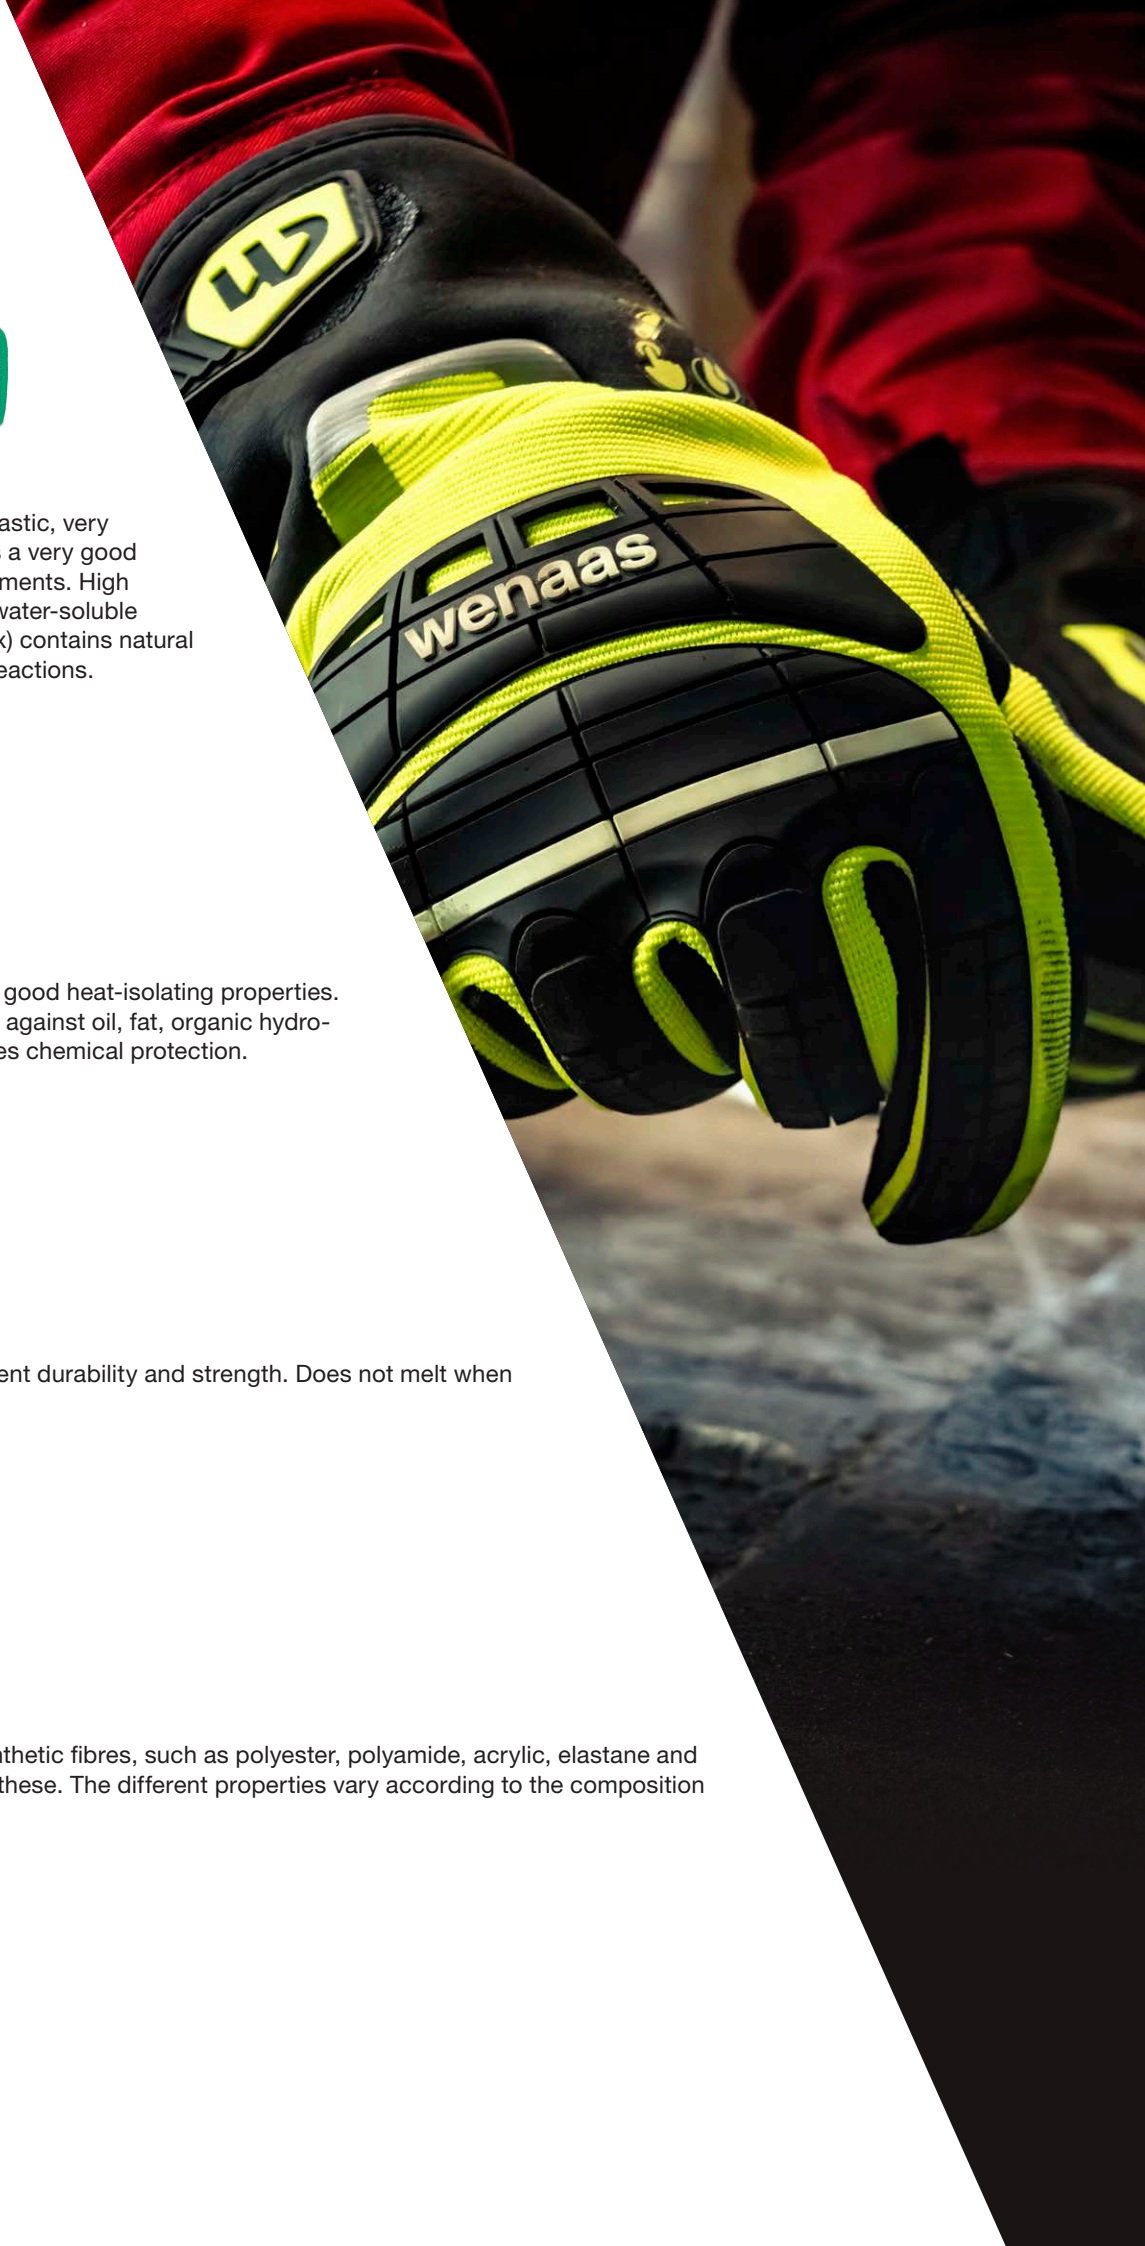 wenaas
astic, very
a very good
ments. High
water-soluble
x) contains natural
eactions.
good heat-isolating properties.
against oil, fat, organic hydro-
es chemical protection.
ent durability and strength. Does not melt when
nthetic fibres, such as polyester, polyamide, acrylic, elastane and
these. The different properties vary according to the composition